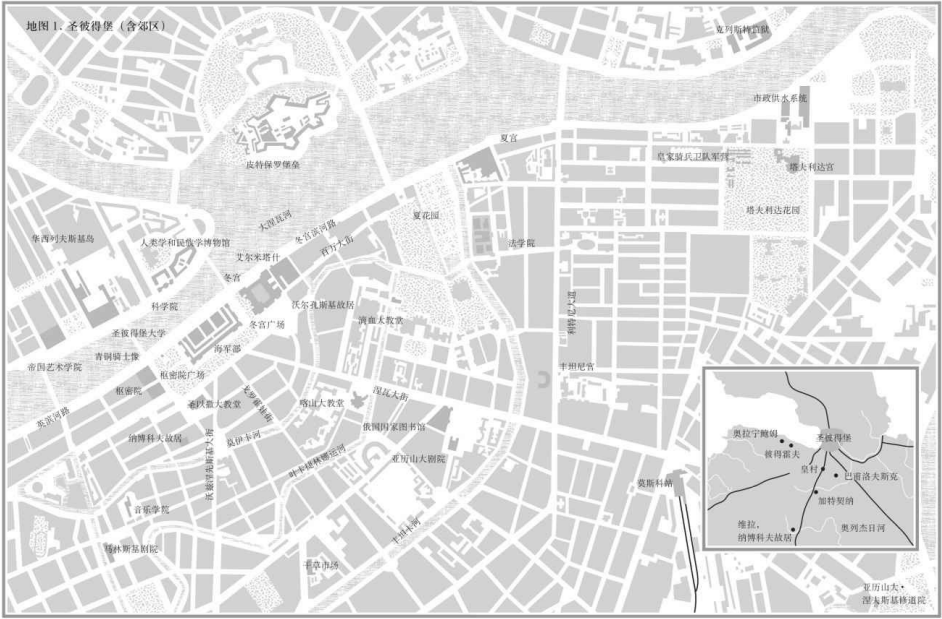 地图 1. 圣彼得堡（含郊区）
克列斯特监狱
市政供水系统
夏宫
皇家骑兵卫队军营
塔夫利达宫
皮特保罗堡垒
塔夫利达花园
大涅瓦河
冬宫滨河路
夏花园
百万大街
华西列夫斯基岛
人类学和民族学博物馆
法学院
艾尔米塔什
冬宫
科学院
沃尔孔斯基故居
利特尼大道
冬宫广场
滴血大教堂
圣彼得堡大学
海军部
青铜骑士像
帝国艺术学院
枢密院广场
丰坦尼宫
枢密院
涅瓦大街
圣以撒大教堂
喀山大教堂
英滨河路
俄国国家图书馆
纳博科夫故居
莫伊卡河
沃兹涅先斯基大街
叶卡捷林娜运河
亚历山大剧院
莫斯科站
音乐学院
丰坦卡河
马林斯基剧院
干草市场
奥拉宁鲍姆
圣彼得堡
彼得霍夫
皇村
巴甫洛夫斯克
加特契纳
维拉，
纳博科夫故居
奥列杰日河
亚历山大·
涅夫斯基修道院